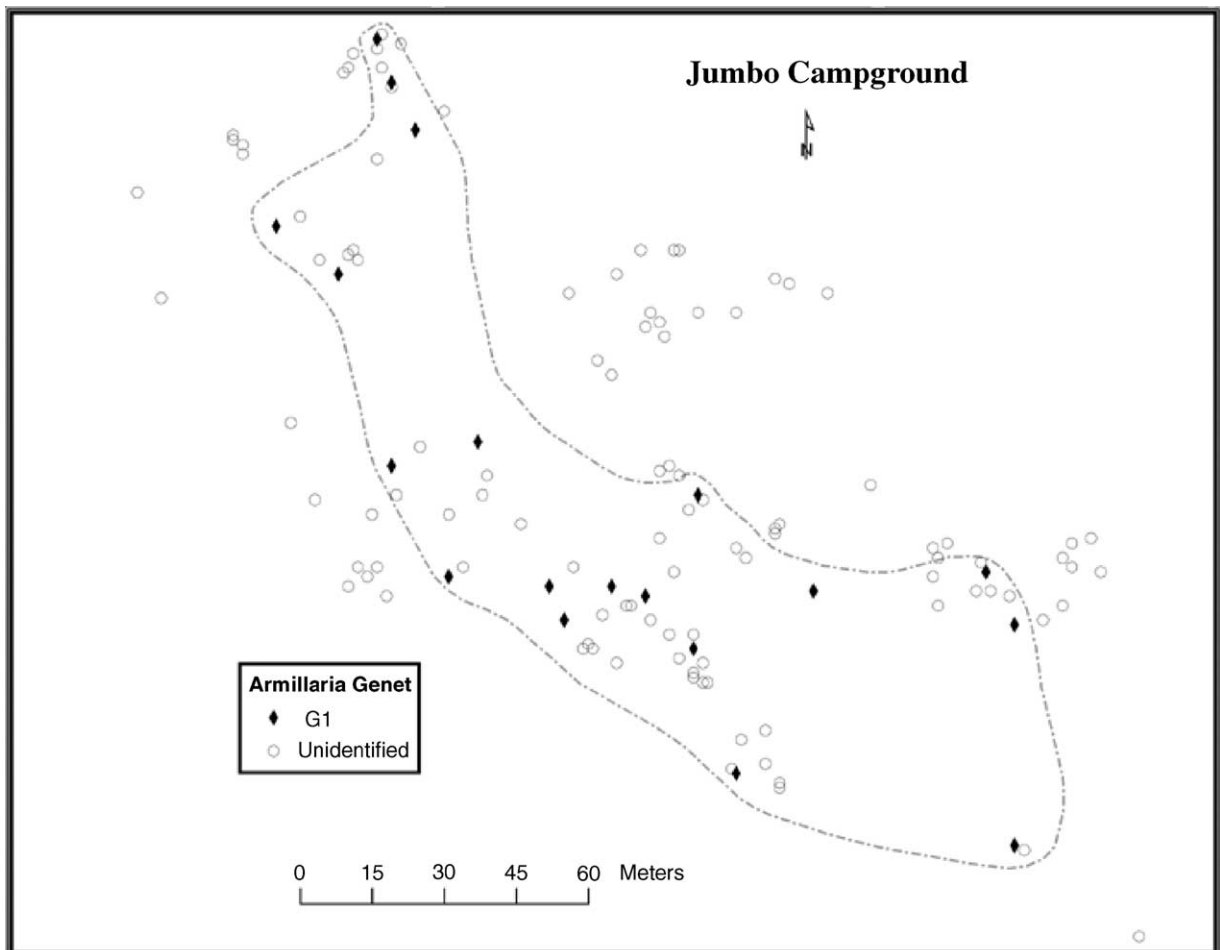 Jumbo Campground
N
Armillaria Genet
G1
Unidentified
0 15 30 45 60 Meters